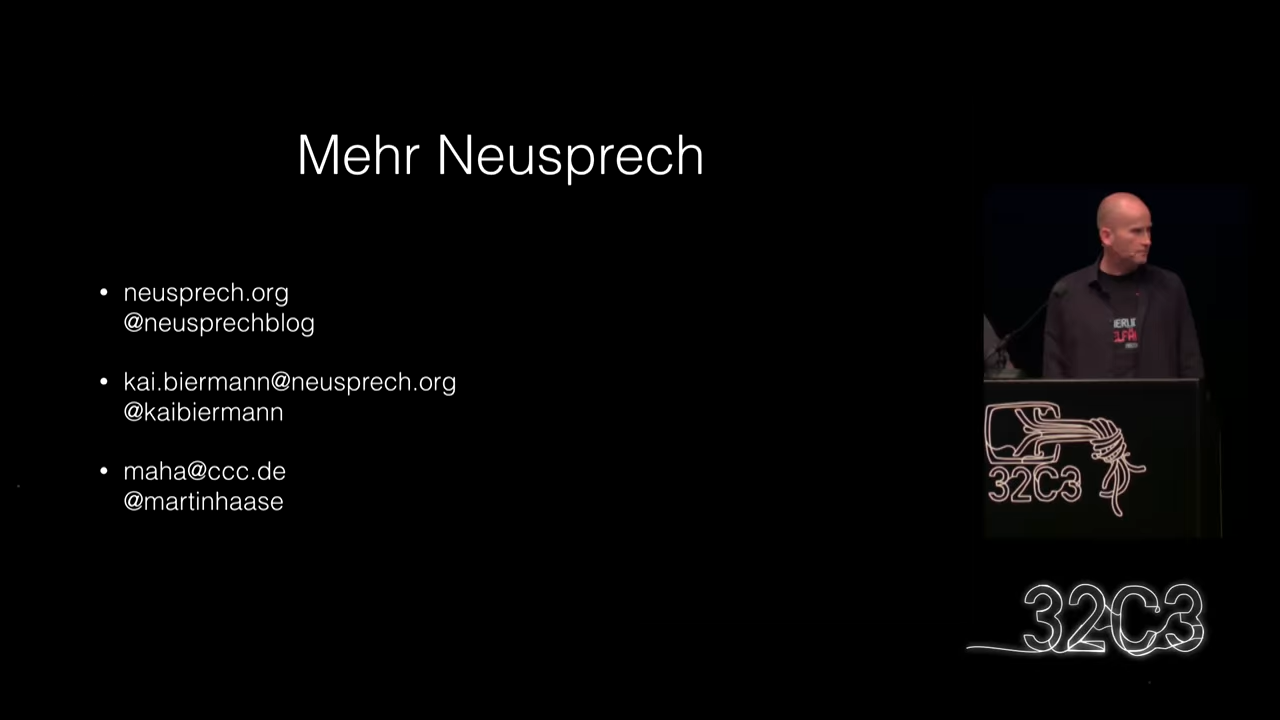 Mehr Neusprech
• neusprech.org
@neusprechblog
• kai.biermann@neusprech.org
@kaibiermann
• maha@ccc.de
@martinhaase
32C3
32C3